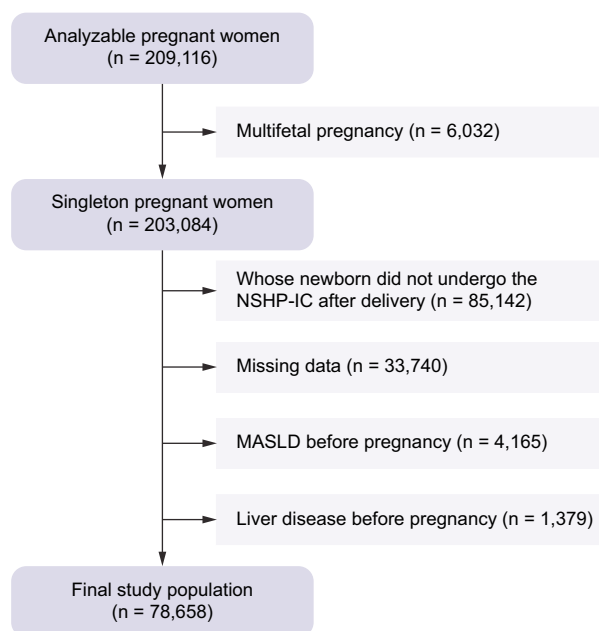 Analyzable pregnant women
(n = 209,116)
Multifetal pregnancy (n = 6,032)
Singleton pregnant women
(n = 203,084)
Whose newborn did not undergo the
NSHP-IC after delivery (n = 85,142)
Missing data (n = 33,740)
MASLD before pregnancy (n = 4,165)
Liver disease before pregnancy (n = 1,379)
Final study population
(n = 78,658)